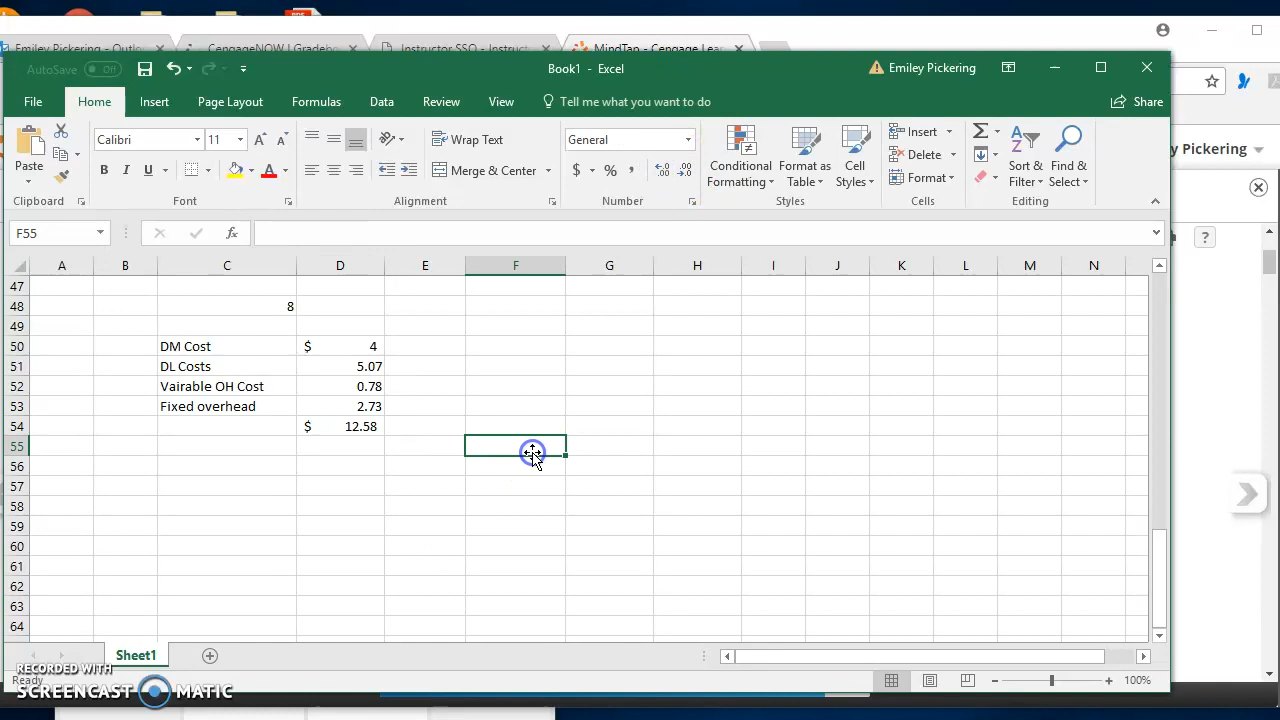 Emiley Pickering - Outlo
CengageNOW | Gradebo
Instructor SSO - Instruct
MindTap - Cengage Lea
AutoSave Off
Book1 - Excel
Emiley Pickering
File Home Insert Page Layout Formulas Data Review View Tell me what you want to do Share
Paste
Calibri 11
Wrap Text
General
Merge & Center
Conditional Formatting
Format as Table
Cell Styles
Insert
Delete
Format
Sort & Filter
Find & Select
Clipboard Font Alignment Number Styles Cells Editing
y Pickering
?
F55
fx
A B C D E F G H I J K L M N
47
48 8
49
50 DM Cost $ 4
51 DL Costs 5.07
52 Vairable OH Cost 0.78
53 Fixed overhead 2.73
54 $ 12.58
55
56
57
58
59
60
61
62
63
64
Sheet1
RECORDED WITH
SCREENCAST MATIC
Ready
100%